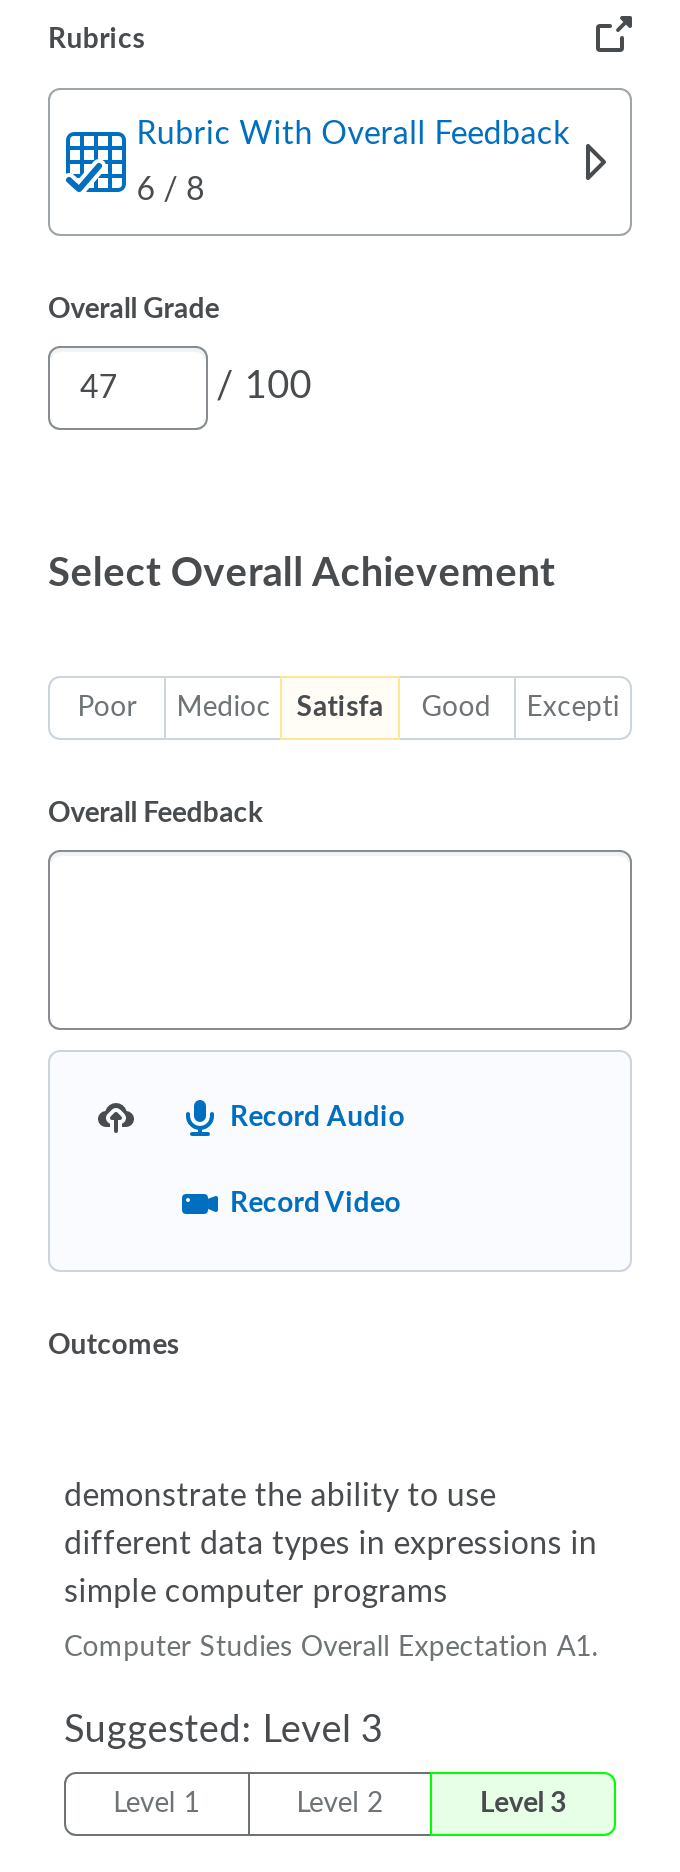 Rubrics
Rubric With Overall Feedback
6 / 8
Overall Grade
47 / 100
Select Overall Achievement
Poor Medioc Satisfa Good Excepti
Overall Feedback
Record Audio
Record Video
Outcomes
demonstrate the ability to use
different data types in expressions in
simple computer programs
Computer Studies Overall Expectation A1.
Suggested: Level 3
Level 1 Level 2 Level 3